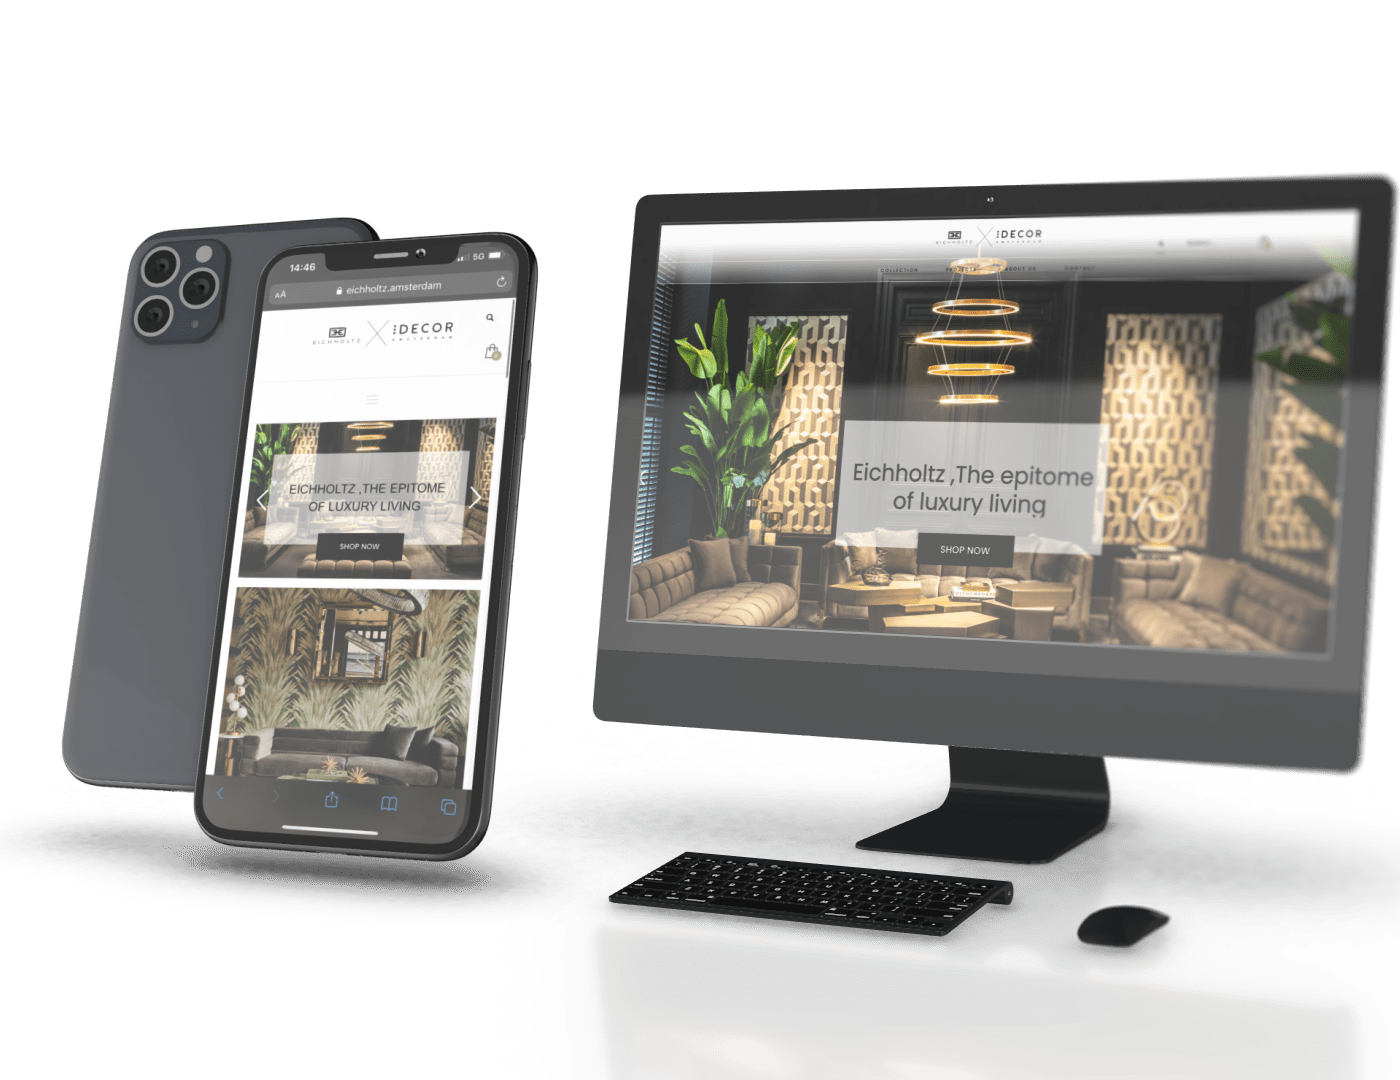 14:46
5G
AA
eichholtz.amsterdam
EICHHOLTZ
DECOR
AMSTERDAM
EICHHOLTZ ,THE EPITOME
OF LUXURY LIVING
SHOP NOW
EICHHOLTZ
DECOR
AMSTERDAM
COLLECTION PROJECTS ABOUT US CONTACT
Eichholtz ,The epitome
of luxury living
SHOP NOW